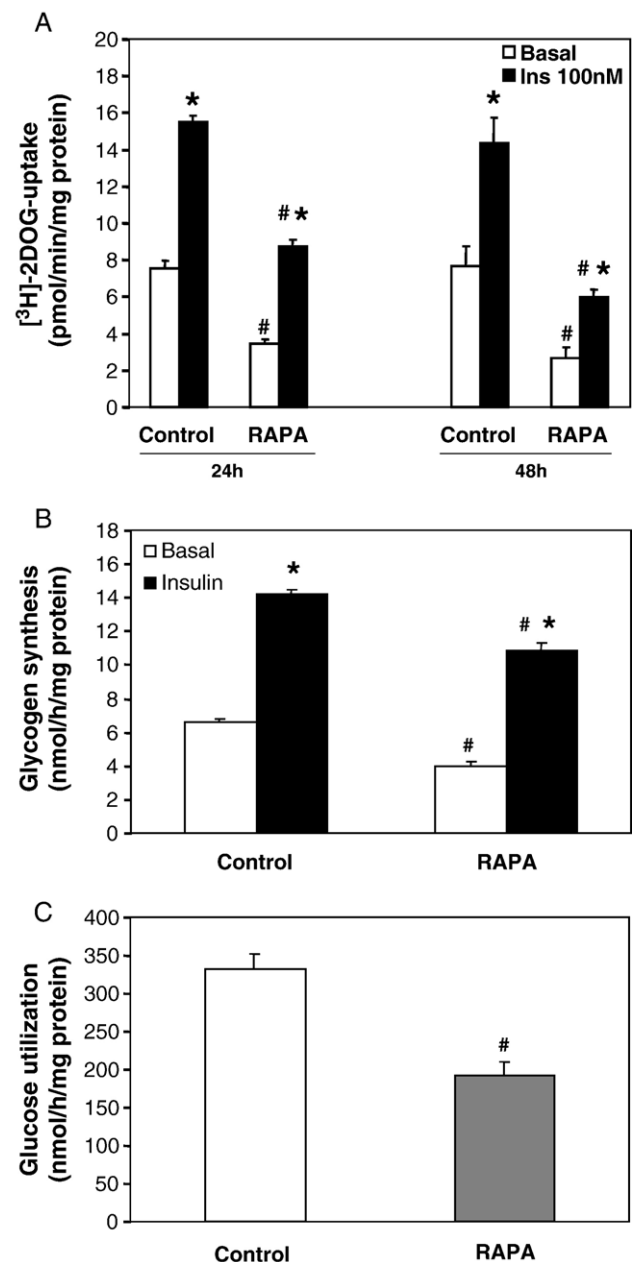 A
20
18
16
14
12
10
8
6
4
2
0
[³H]-2DOG-uptake
(pmol/min/mg protein)
Basal
Ins 100nM
*
# *
#
*
# *
#
Control RAPA Control RAPA
24h 48h
B
18
16
14
12
10
8
6
4
2
0
Glycogen synthesis
(nmol/h/mg protein)
Basal
Insulin
*
# *
#
Control RAPA
C
400
350
300
250
200
150
100
50
0
Glucose utilization
(nmol/h/mg protein)
#
Control RAPA